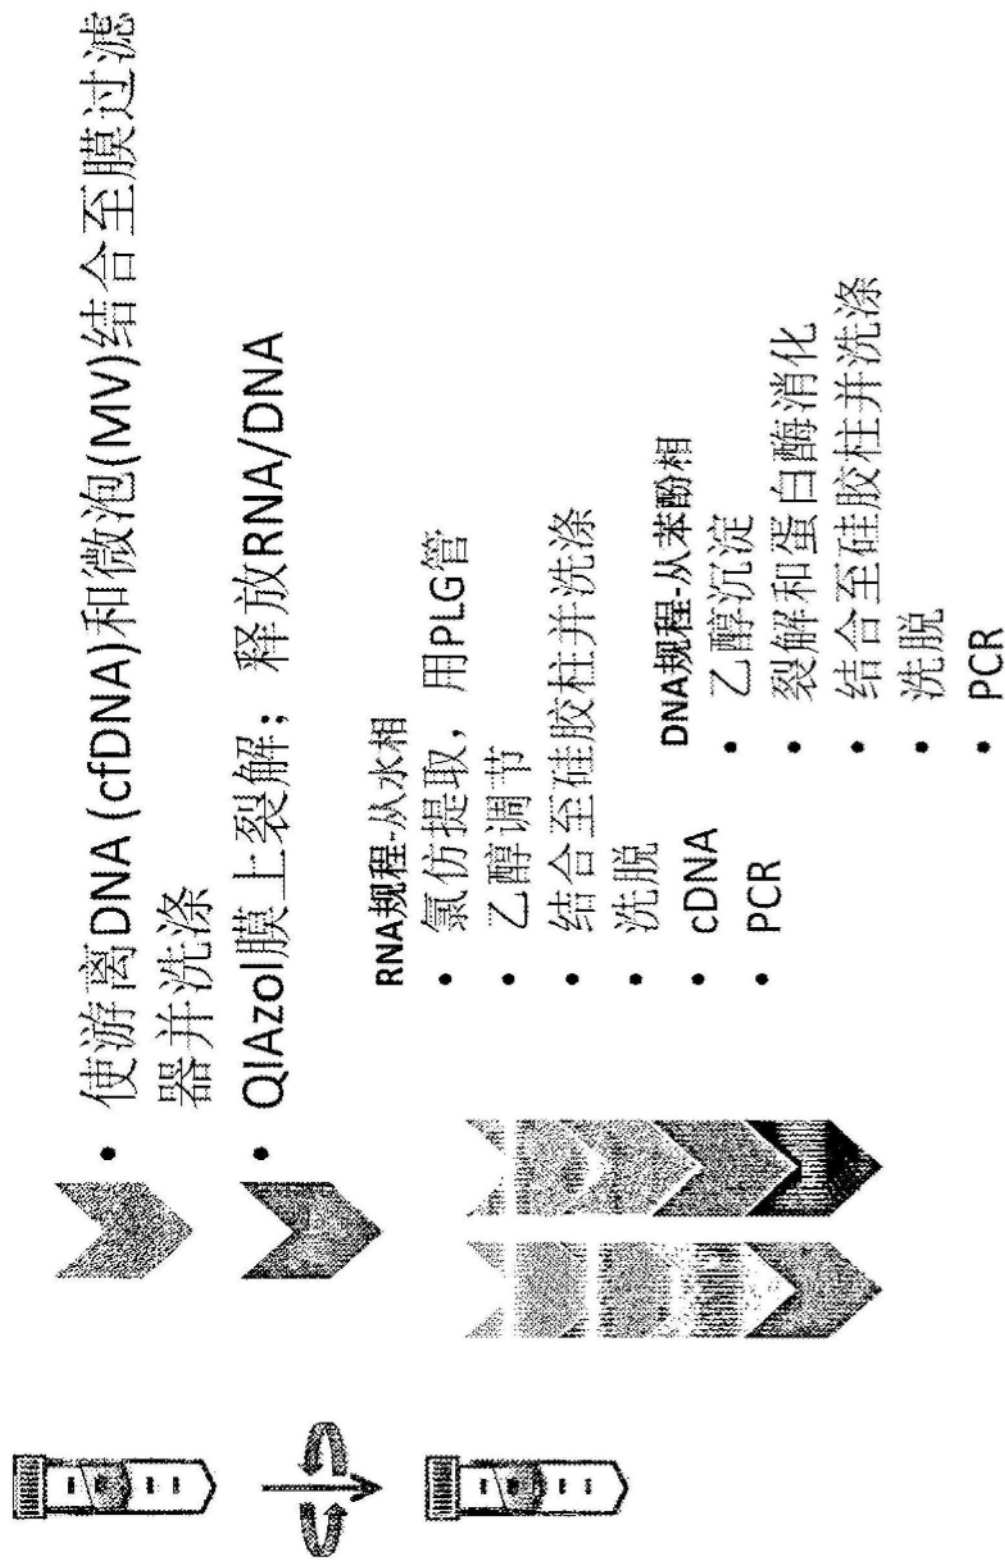 • 使游离DNA (cfDNA)和微泡(MV)结合至膜过滤
器并洗涤
• QIAzol膜上裂解； 释放RNA/DNA
RNA规程-从水相
• 氯仿提取， 用PLG管
• 乙醇调节
• 结合至硅胶柱并洗涤
• 洗脱
• cDNA
• PCR
DNA规程-从苯酚相
• 乙醇沉淀
• 裂解和蛋白酶消化
• 结合至硅胶柱并洗涤
• 洗脱
• PCR